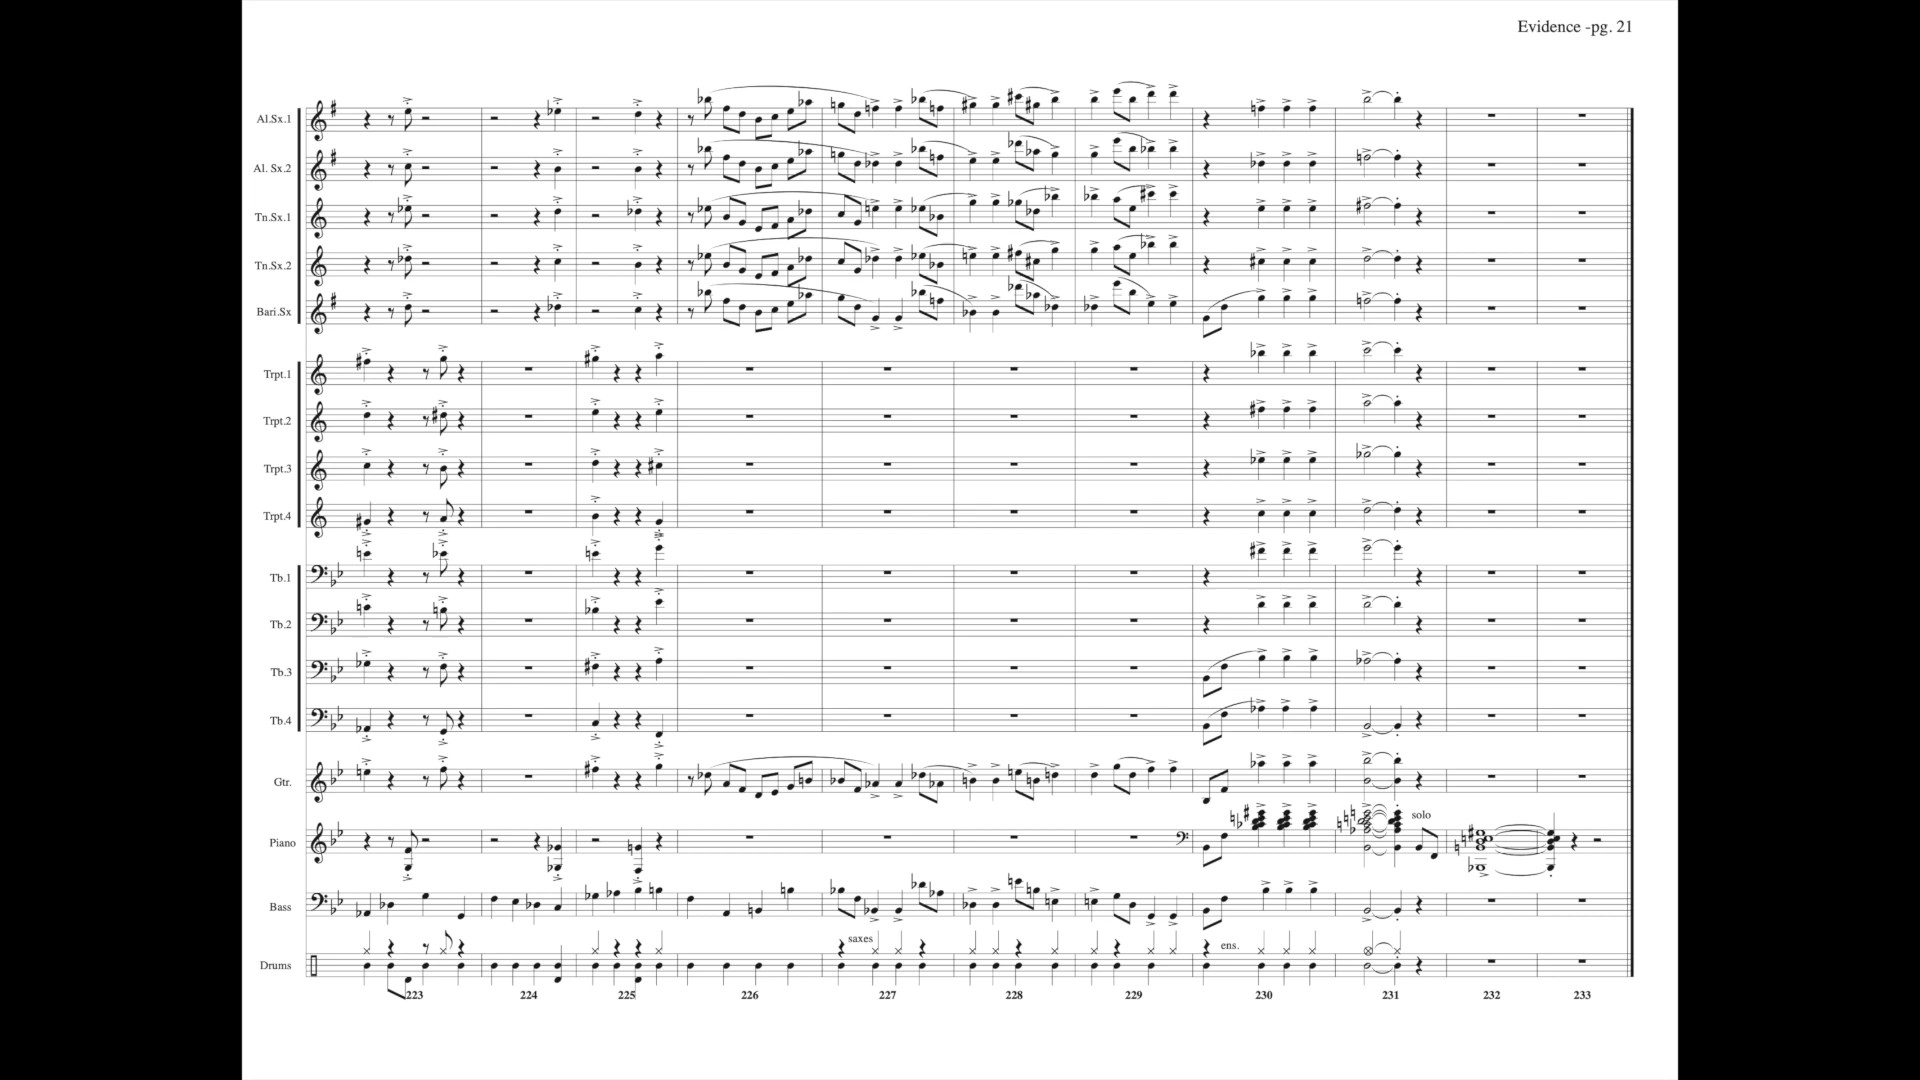 Evidence -pg. 21
Al.Sx.1
Al. Sx.2
Tn.Sx.1
Tn.Sx.2
Bari.Sx
Trpt.1
Trpt.2
Trpt.3
Trpt.4
Tb.1
Tb.2
Tb.3
Tb.4
Gtr.
Piano
solo
Bass
Drums
saxes
ens.
223 224 225 226 227 228 229 230 231 232 233